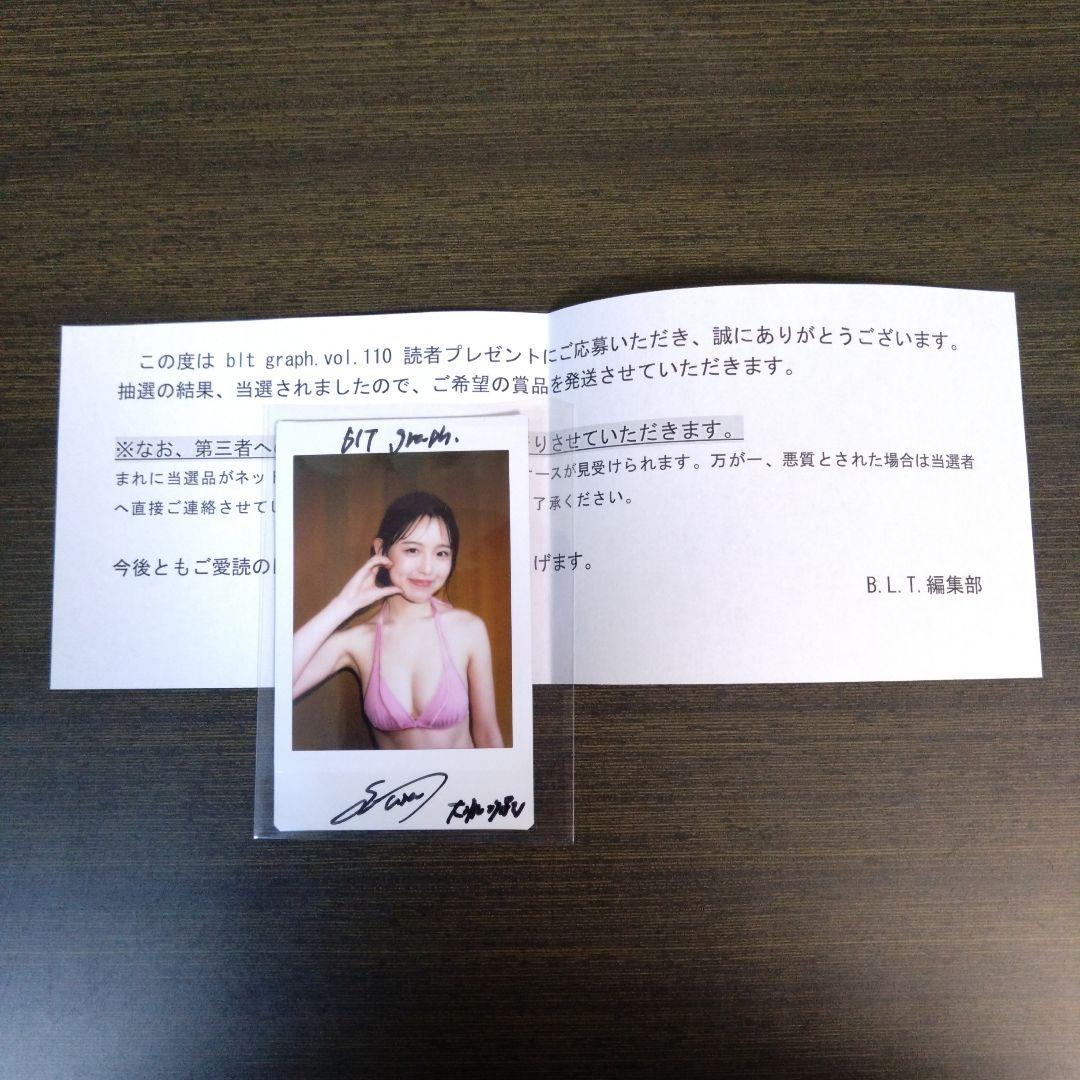 この度は blt graph.vol.110 読者プレゼントにご応募いただき、誠にありがとうございます。
抽選の結果、当選されましたので、ご希望の賞品を発送させていただきます。
※なお、第三者へ
りさせていただきます。
まれに当選品がネット
ースが見受けられます。万が一、悪質とされた場合は当選者
へ直接ご連絡させてい
了承ください。
今後ともご愛読の
げます。
B.L.T.編集部
blt graph.